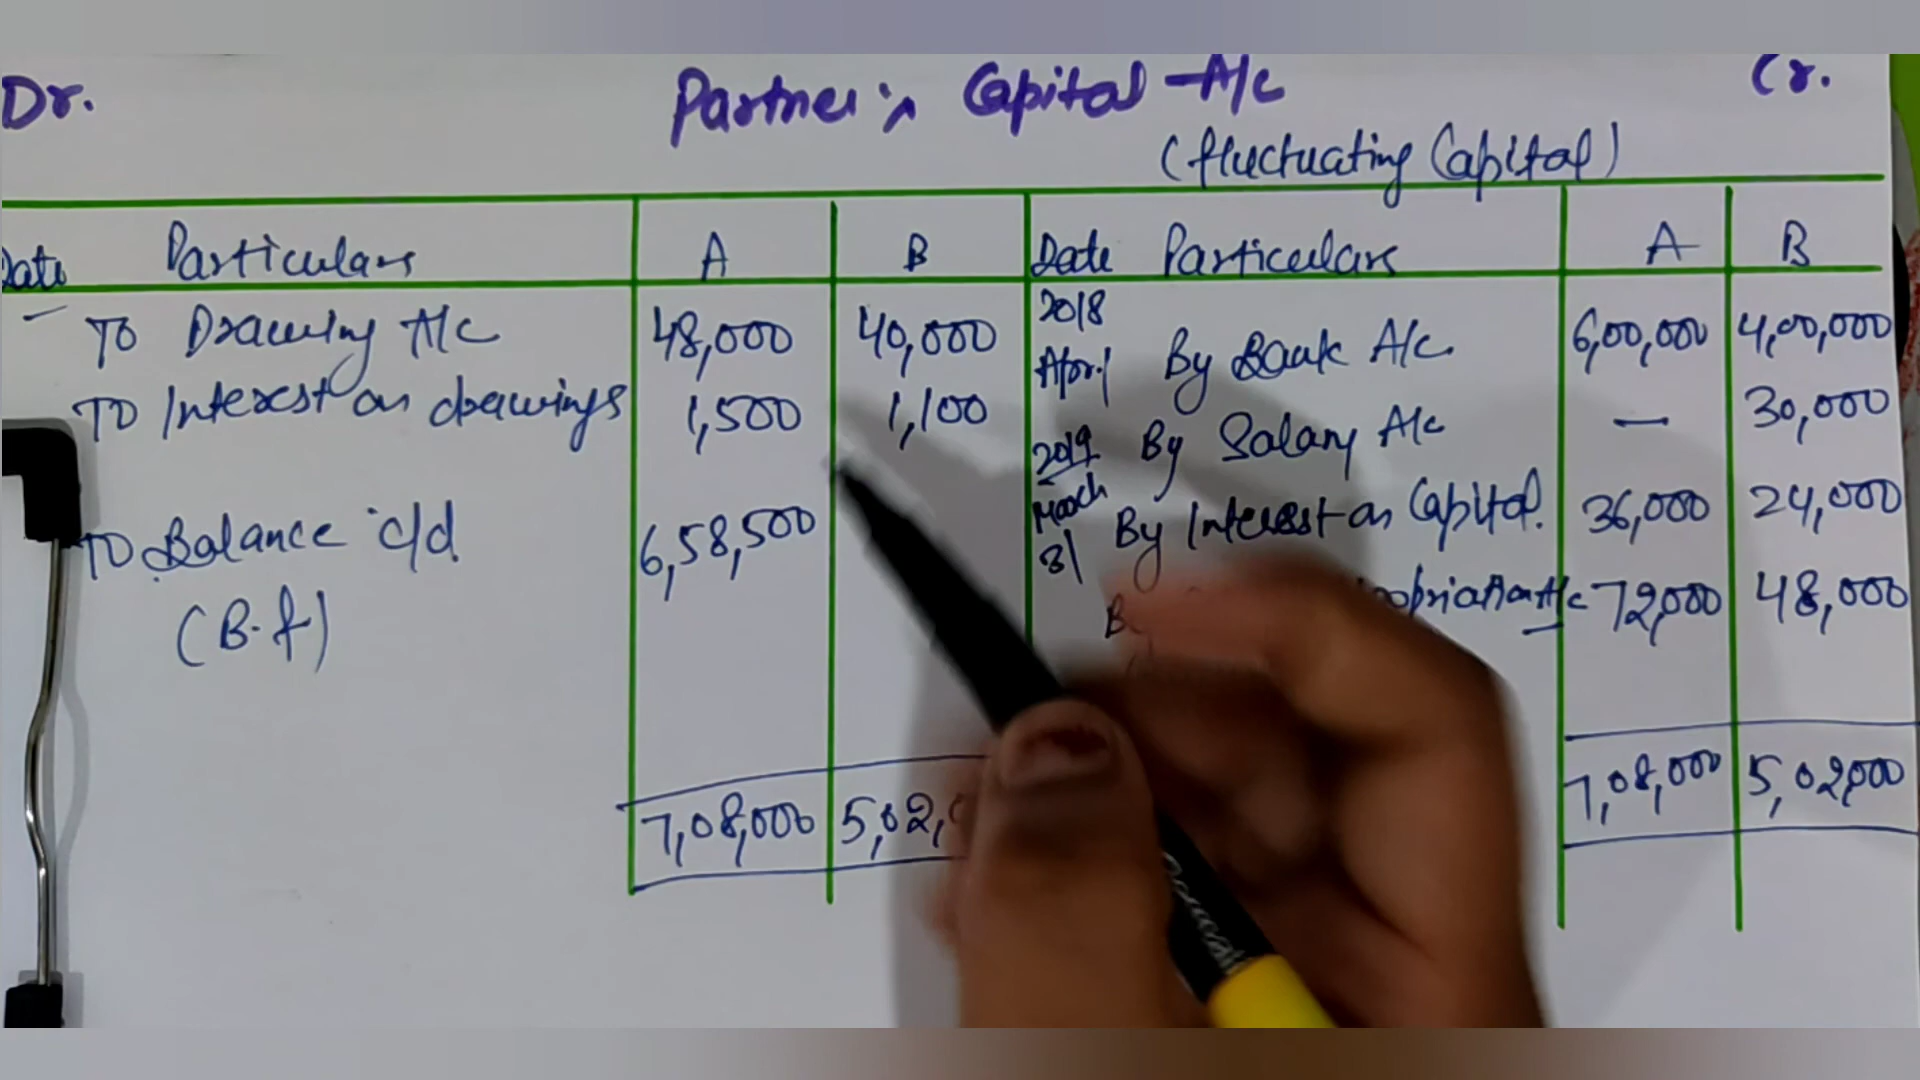 Dr. Partner's Capital A/c Cr.
(fluctuating Capital)
Date Particulars A B Date Particulars A B
To Drawing A/c 48,000 40,000 2018 April By Bank A/c 6,00,000 4,00,000
To Interest on drawings 1,500 1,100 2019 March 31 By Salary A/c — 30,000
By Interest on Capital. 36,000 24,000
To Balance c/d 6,58,500
(B.f) 72,000 48,000
7,08,000 5,02, 7,08,000 5,02,000